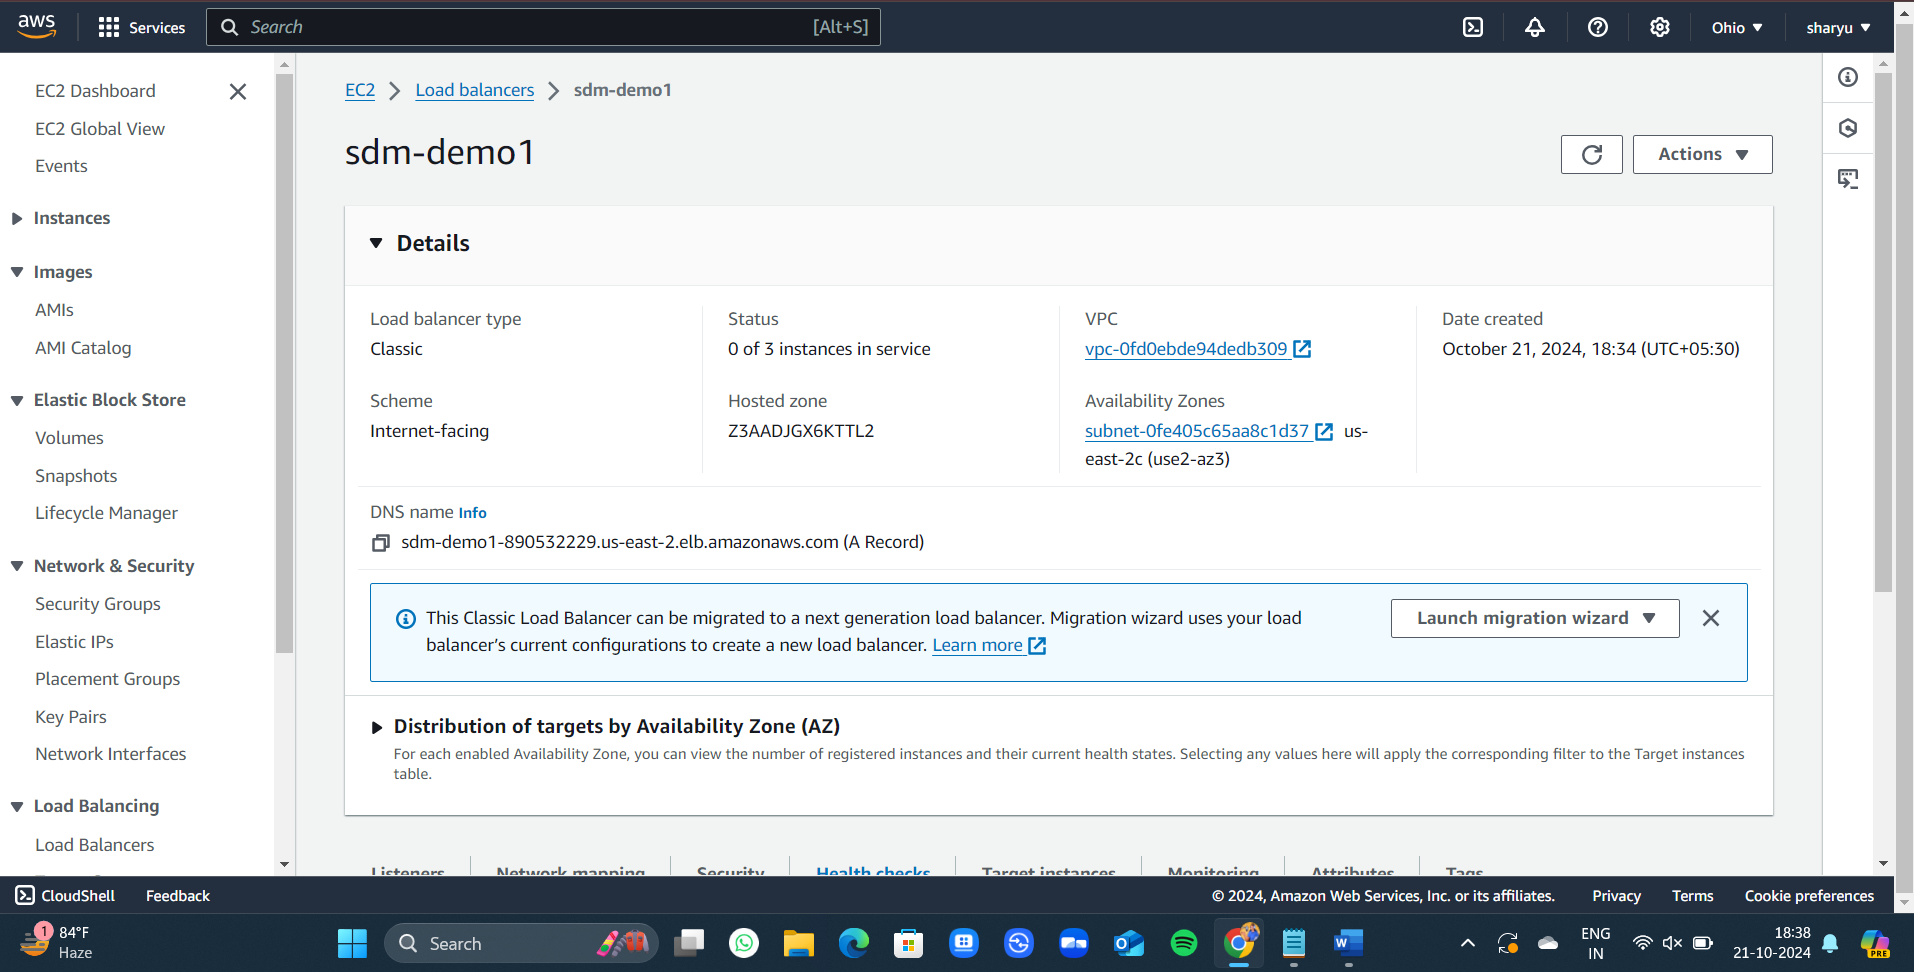 aws
Services
Search
[Alt+S]
Ohio ▼
sharyu ▼
EC2 Dashboard
EC2 Global View
Events
Instances
Images
AMIs
AMI Catalog
Elastic Block Store
Volumes
Snapshots
Lifecycle Manager
Network & Security
Security Groups
Elastic IPs
Placement Groups
Key Pairs
Network Interfaces
Load Balancing
Load Balancers
EC2 > Load balancers > sdm-demo1
sdm-demo1
Actions ▼
Details
Load balancer type
Classic
Status
0 of 3 instances in service
VPC
vpc-0fd0ebde94dedb309
Date created
October 21, 2024, 18:34 (UTC+05:30)
Scheme
Internet-facing
Hosted zone
Z3AADJGX6KTTL2
Availability Zones
subnet-0fe405c65aa8c1d37 us-
east-2c (use2-az3)
DNS name Info
sdm-demo1-890532229.us-east-2.elb.amazonaws.com (A Record)
This Classic Load Balancer can be migrated to a next generation load balancer. Migration wizard uses your load
balancer’s current configurations to create a new load balancer. Learn more
Launch migration wizard ▼
Distribution of targets by Availability Zone (AZ)
For each enabled Availability Zone, you can view the number of registered instances and their current health states. Selecting any values here will apply the corresponding filter to the Target instances
table.
Listeners
Network mapping
Security
Health checks
Target instances
Monitoring
Attributes
Tags
CloudShell
Feedback
© 2024, Amazon Web Services, Inc. or its affiliates.
Privacy
Terms
Cookie preferences
1
84°F
Haze
Search
ENG
IN
18:38
21-10-2024
PRE